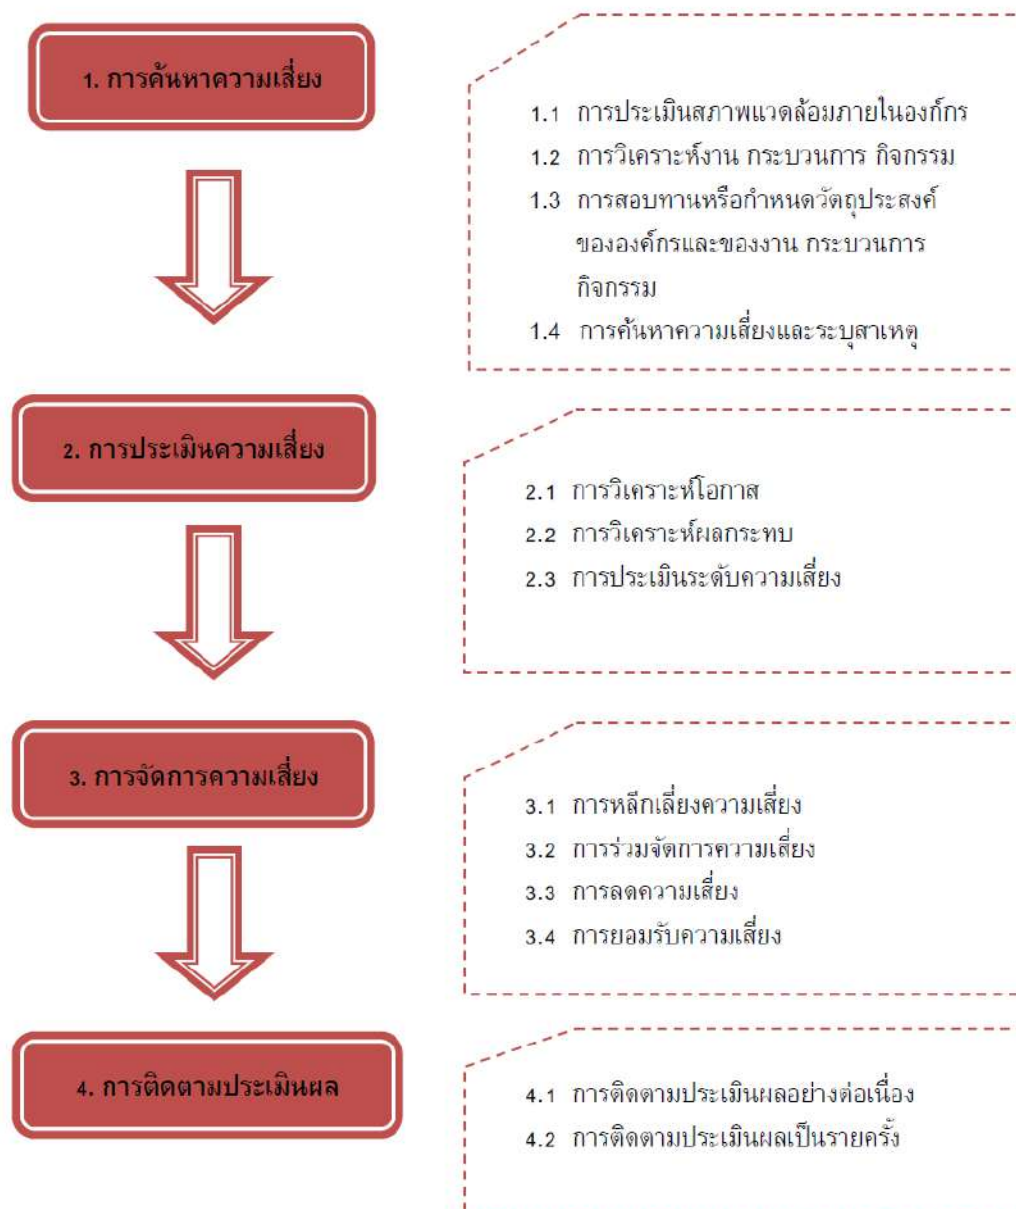 1. การค้นหาความเสี่ยง
1.1 การประเมินสภาพแวดล้อมภายในองค์กร
1.2 การวิเคราะห์งาน กระบวนการ กิจกรรม
1.3 การสอบทานหรือกำหนดวัตถุประสงค์
ขององค์กรและของงาน กระบวนการ
กิจกรรม
1.4 การค้นหาความเสี่ยงและระบุสาเหตุ
2. การประเมินความเสี่ยง
2.1 การวิเคราะห์โอกาส
2.2 การวิเคราะห์ผลกระทบ
2.3 การประเมินระดับความเสี่ยง
3. การจัดการความเสี่ยง
3.1 การหลีกเลี่ยงความเสี่ยง
3.2 การร่วมจัดการความเสี่ยง
3.3 การลดความเสี่ยง
3.4 การยอมรับความเสี่ยง
4. การติดตามประเมินผล
4.1 การติดตามประเมินผลอย่างต่อเนื่อง
4.2 การติดตามประเมินผลเป็นรายครั้ง